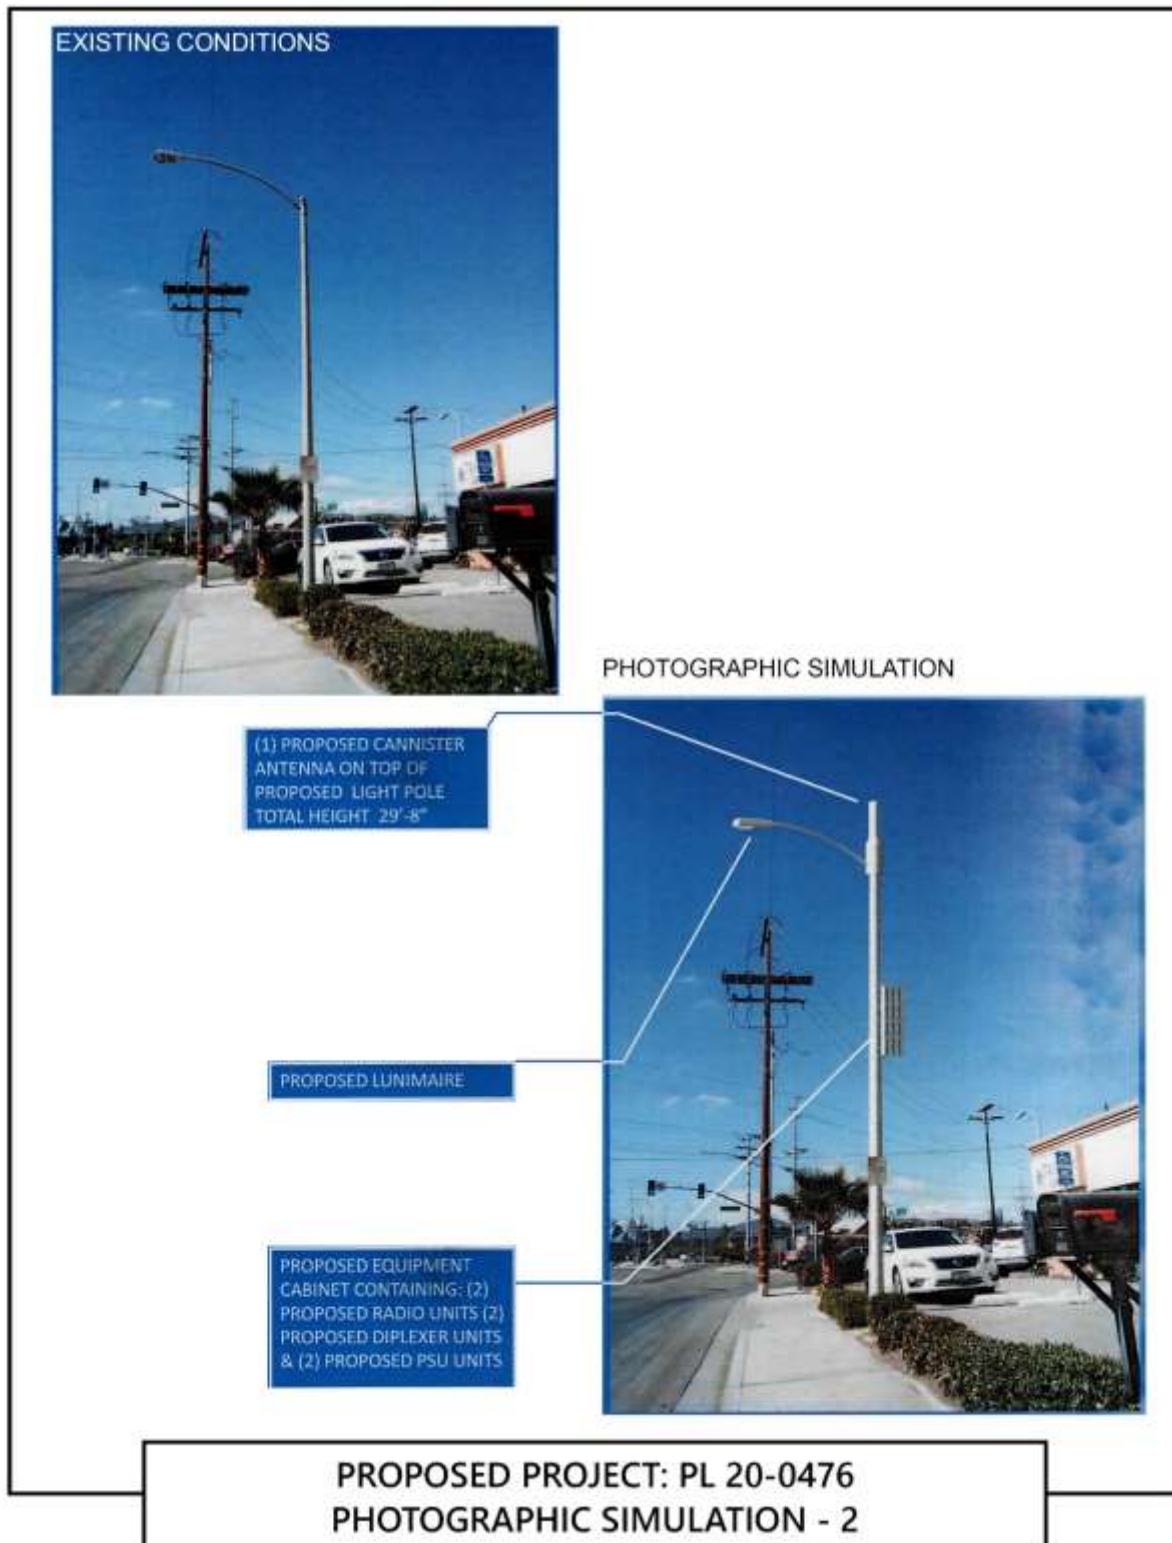 EXISTING CONDITIONS
PHOTOGRAPHIC SIMULATION
(1) PROPOSED CANNISTER
ANTENNA ON TOP OF
PROPOSED LIGHT POLE
TOTAL HEIGHT 29'-8"
PROPOSED LUNIMAIRE
PROPOSED EQUIPMENT
CABINET CONTAINING: (2)
PROPOSED RADIO UNITS (2)
PROPOSED DIPLEXER UNITS
& (2) PROPOSED PSU UNITS
PROPOSED PROJECT: PL 20-0476
PHOTOGRAPHIC SIMULATION - 2